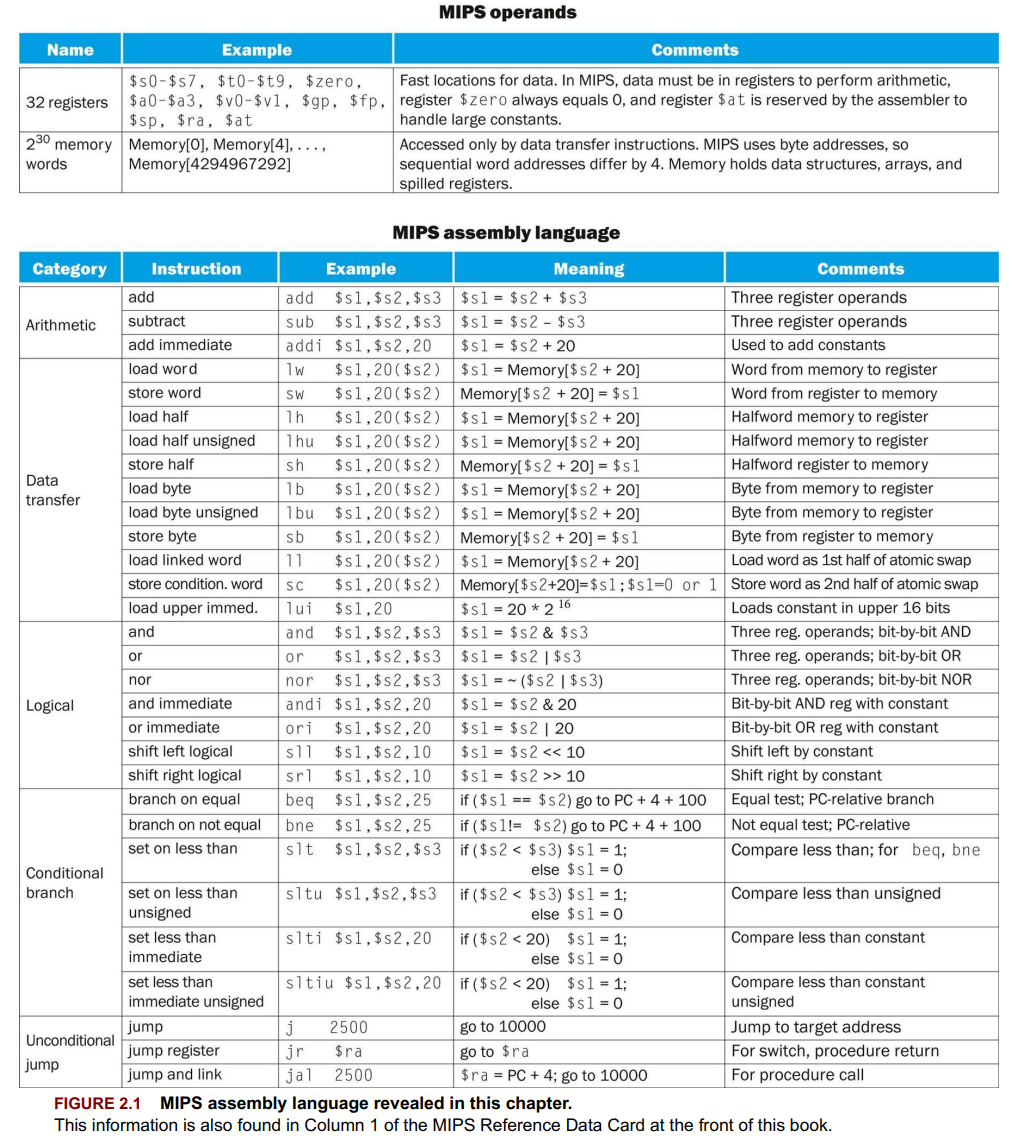 MIPS operands
Name Example Comments
32 registers
$s0-$s7, $t0-$t9, $zero,
$a0-$a3, $v0-$v1, $gp, $fp,
$sp, $ra, $at
Fast locations for data. In MIPS, data must be in registers to perform arithmetic,
register $zero always equals 0, and register $at is reserved by the assembler to
handle large constants.
2³⁰ memory
words
Memory[0], Memory[4], . . . ,
Memory[4294967292]
Accessed only by data transfer instructions. MIPS uses byte addresses, so
sequential word addresses differ by 4. Memory holds data structures, arrays, and
spilled registers.
MIPS assembly language
Category Instruction Example Meaning Comments
Arithmetic
add add $s1,$s2,$s3 $s1 = $s2 + $s3 Three register operands
subtract sub $s1,$s2,$s3 $s1 = $s2 – $s3 Three register operands
add immediate addi $s1,$s2,20 $s1 = $s2 + 20 Used to add constants
Data
transfer
load word lw $s1,20($s2) $s1 = Memory[$s2 + 20] Word from memory to register
store word sw $s1,20($s2) Memory[$s2 + 20] = $s1 Word from register to memory
load half lh $s1,20($s2) $s1 = Memory[$s2 + 20] Halfword memory to register
load half unsigned lhu $s1,20($s2) $s1 = Memory[$s2 + 20] Halfword memory to register
store half sh $s1,20($s2) Memory[$s2 + 20] = $s1 Halfword register to memory
load byte lb $s1,20($s2) $s1 = Memory[$s2 + 20] Byte from memory to register
load byte unsigned lbu $s1,20($s2) $s1 = Memory[$s2 + 20] Byte from memory to register
store byte sb $s1,20($s2) Memory[$s2 + 20] = $s1 Byte from register to memory
load linked word ll $s1,20($s2) $s1 = Memory[$s2 + 20] Load word as 1st half of atomic swap
store condition. word sc $s1,20($s2) Memory[$s2+20]=$s1;$s1=0 or 1 Store word as 2nd half of atomic swap
load upper immed. lui $s1,20 $s1 = 20 * 2¹⁶ Loads constant in upper 16 bits
Logical
and and $s1,$s2,$s3 $s1 = $s2 & $s3 Three reg. operands; bit-by-bit AND
or or $s1,$s2,$s3 $s1 = $s2 | $s3 Three reg. operands; bit-by-bit OR
nor nor $s1,$s2,$s3 $s1 = ~ ($s2 | $s3) Three reg. operands; bit-by-bit NOR
and immediate andi $s1,$s2,20 $s1 = $s2 & 20 Bit-by-bit AND reg with constant
or immediate ori $s1,$s2,20 $s1 = $s2 | 20 Bit-by-bit OR reg with constant
shift left logical sll $s1,$s2,10 $s1 = $s2 << 10 Shift left by constant
shift right logical srl $s1,$s2,10 $s1 = $s2 >> 10 Shift right by constant
Conditional
branch
branch on equal beq $s1,$s2,25 if ($s1 == $s2) go to PC + 4 + 100 Equal test; PC-relative branch
branch on not equal bne $s1,$s2,25 if ($s1!= $s2) go to PC + 4 + 100 Not equal test; PC-relative
set on less than slt $s1,$s2,$s3 if ($s2 < $s3) $s1 = 1; Compare less than; for beq, bne
else $s1 = 0
set on less than sltu $s1,$s2,$s3 if ($s2 < $s3) $s1 = 1; Compare less than unsigned
unsigned else $s1 = 0
set less than slti $s1,$s2,20 if ($s2 < 20) $s1 = 1; Compare less than constant
immediate else $s1 = 0
set less than sltiu $s1,$s2,20 if ($s2 < 20) $s1 = 1; Compare less than constant
immediate unsigned else $s1 = 0 unsigned
Unconditional
jump
jump j 2500 go to 10000 Jump to target address
jump register jr $ra go to $ra For switch, procedure return
jump and link jal 2500 $ra = PC + 4; go to 10000 For procedure call
FIGURE 2.1 MIPS assembly language revealed in this chapter.
This information is also found in Column 1 of the MIPS Reference Data Card at the front of this book.